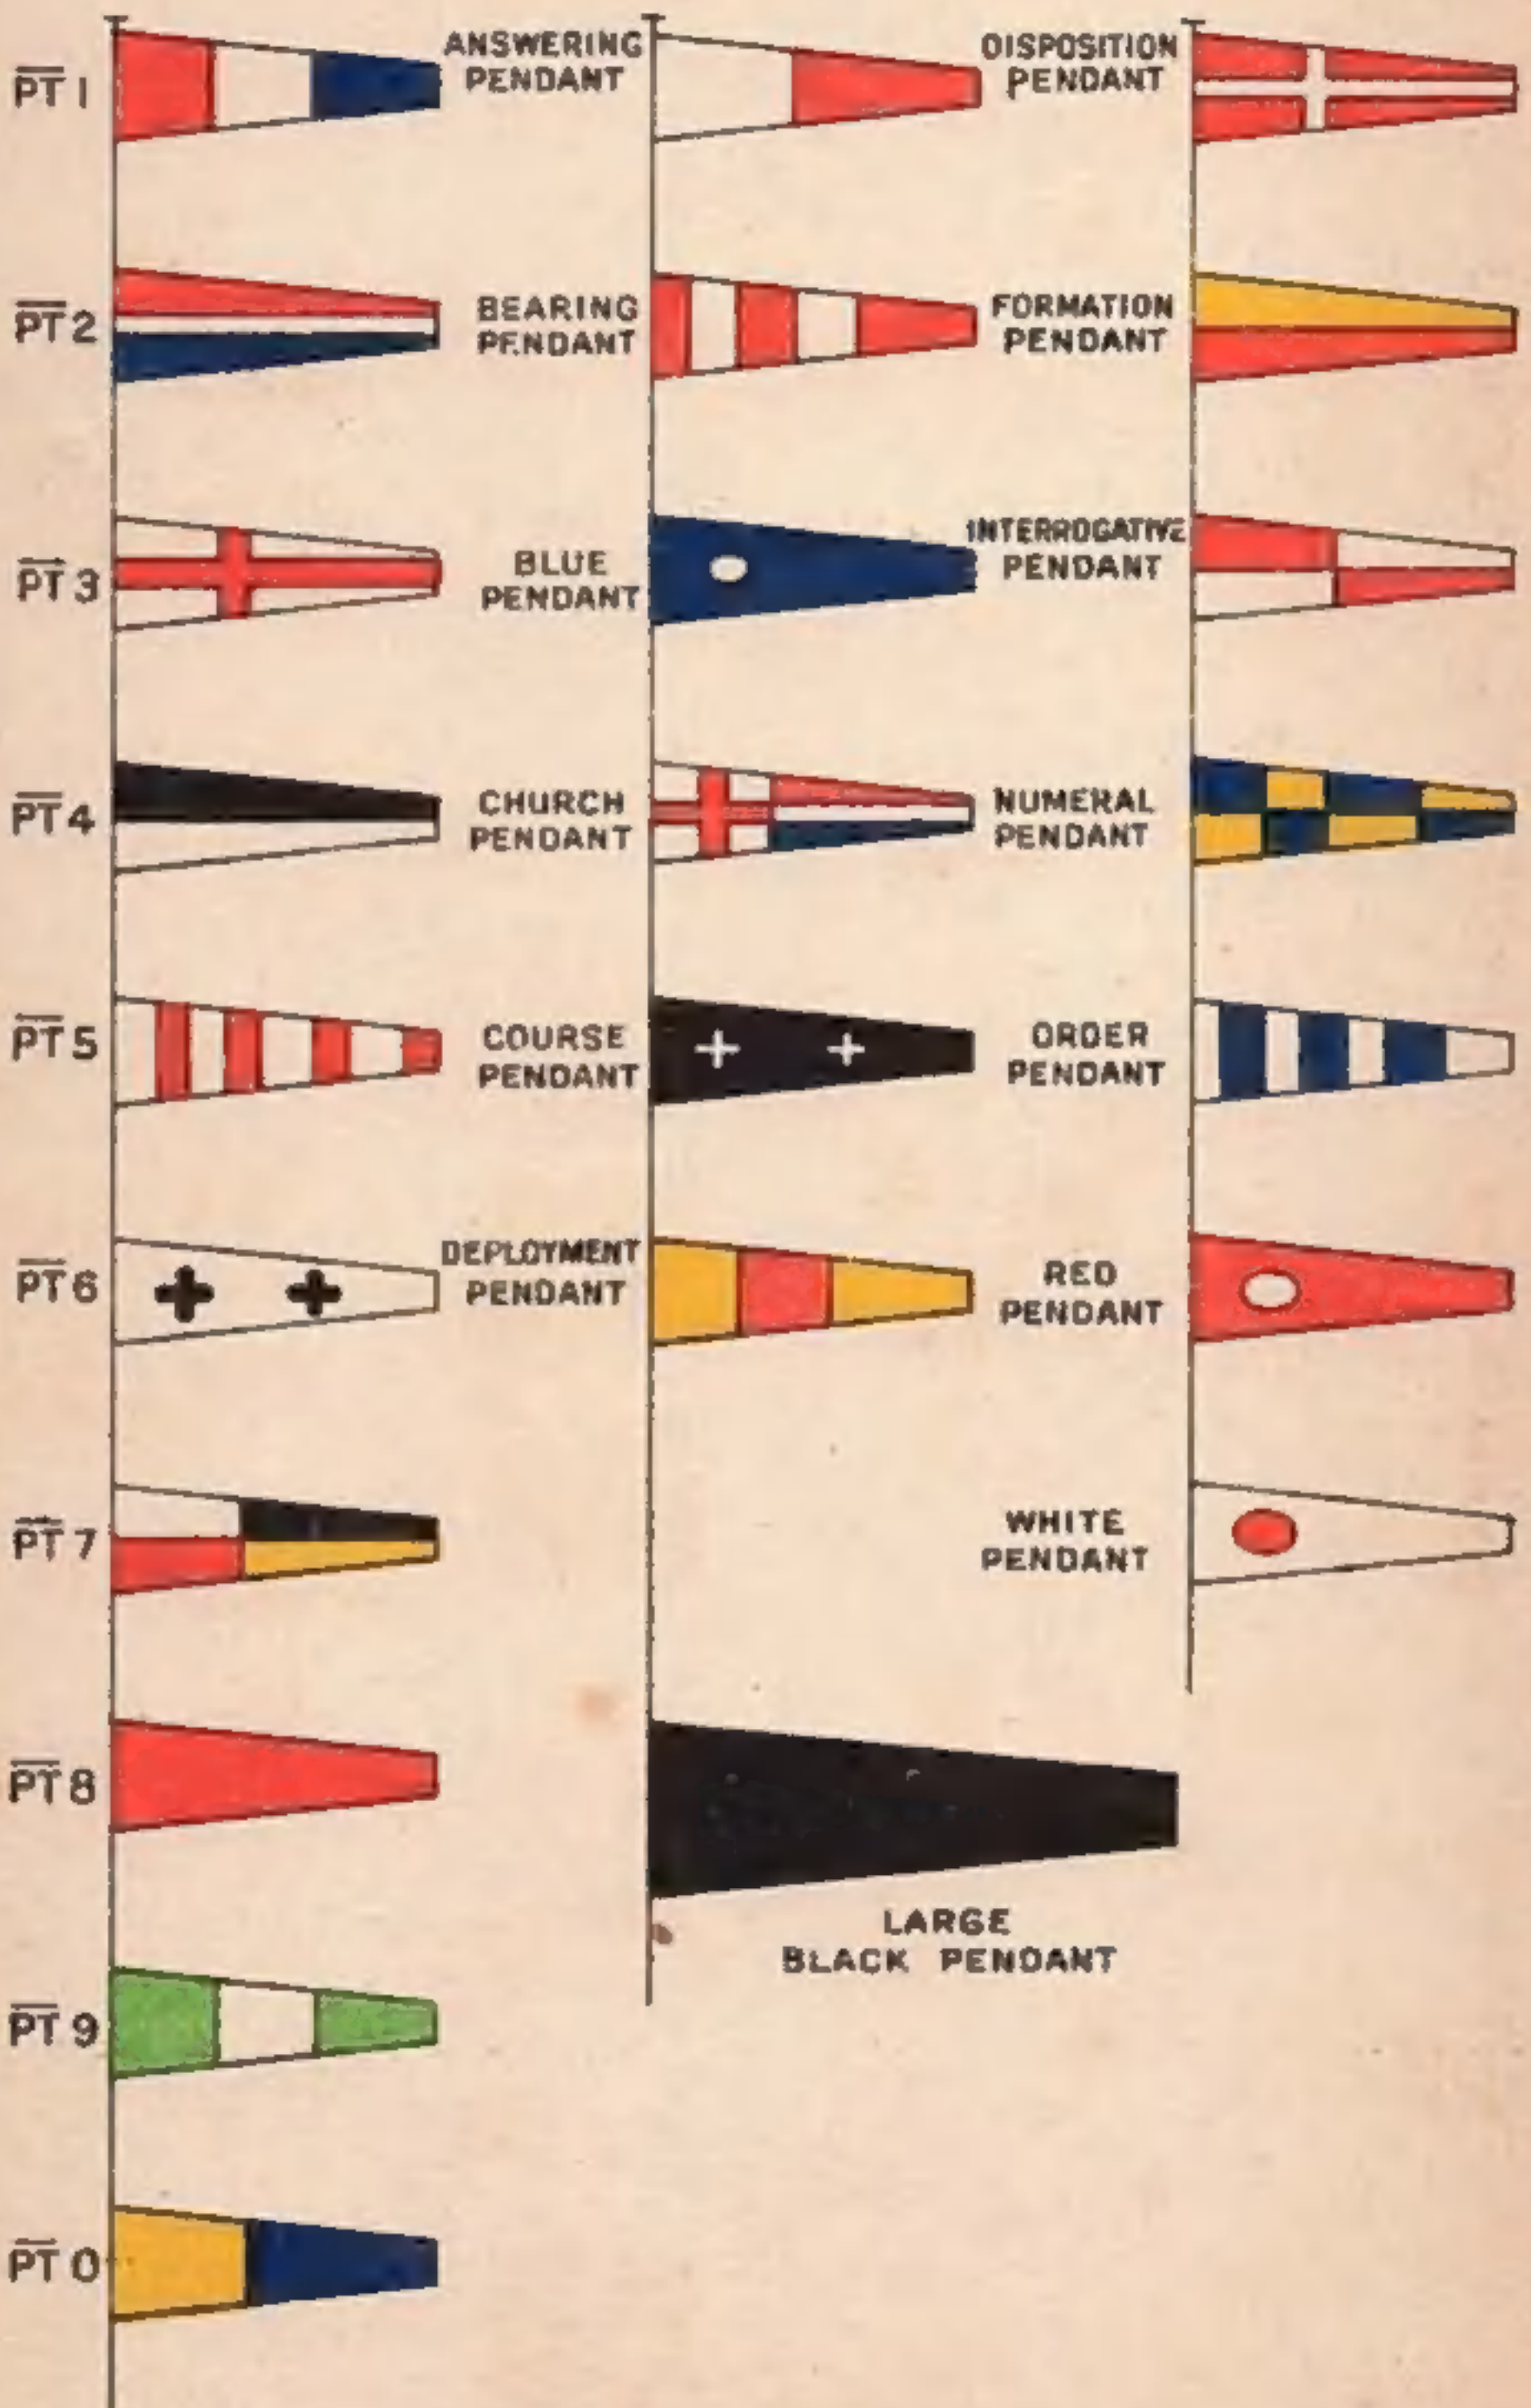 PT 1
PT 2
PT 3
PT 4
PT 5
PT 6
PT 7
PT 8
PT 9
PT 0
ANSWERING
PENDANT
BEARING
PENDANT
BLUE
PENDANT
CHURCH
PENDANT
COURSE
PENDANT
DEPLOYMENT
PENDANT
LARGE
BLACK PENDANT
DISPOSITION
PENDANT
FORMATION
PENDANT
INTERROGATIVE
PENDANT
NUMERAL
PENDANT
ORDER
PENDANT
RED
PENDANT
WHITE
PENDANT